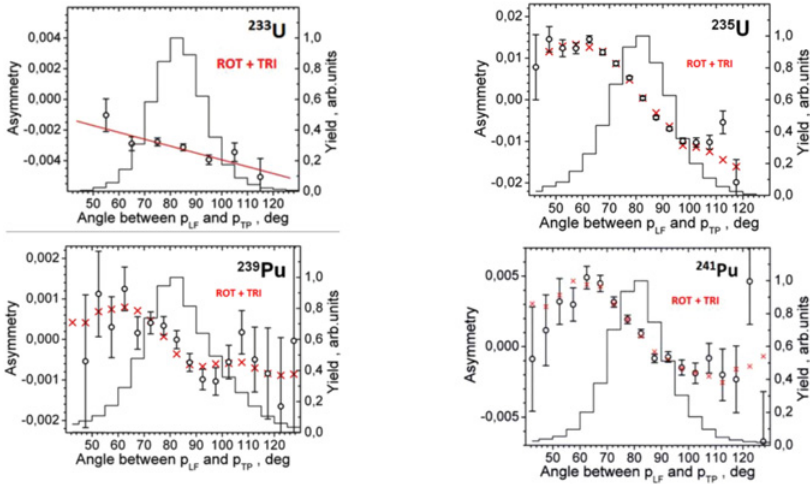 233U
ROT + TRI
Asymmetry
0,004
0,002
0,000
-0,002
-0,004
1,0
0,8
0,6
0,4
0,2
0,0
Yield , arb.units
50 60 70 80 90 100 110 120
Angle between pLF and pTP , deg
235U
ROT + TRI
Asymmetry
0,02
0,01
0,00
-0,01
-0,02
1,0
0,8
0,6
0,4
0,2
0,0
Yield , arb.units
50 60 70 80 90 100 110 120
Angle between pLF and pTP , deg
239Pu
ROT + TRI
Asymmetry
0,002
0,001
0,000
-0,001
-0,002
1,0
0,8
0,6
0,4
0,2
0,0
Yield , arb.units
50 60 70 80 90 100 110 120
Angle between pLF and pTP , deg
241Pu
ROT + TRI
Asymmetry
0,005
0,000
-0,005
1,0
0,8
0,6
0,4
0,2
0,0
Yield , arb.units
50 60 70 80 90 100 110 120
Angle between pLF and pTP , deg